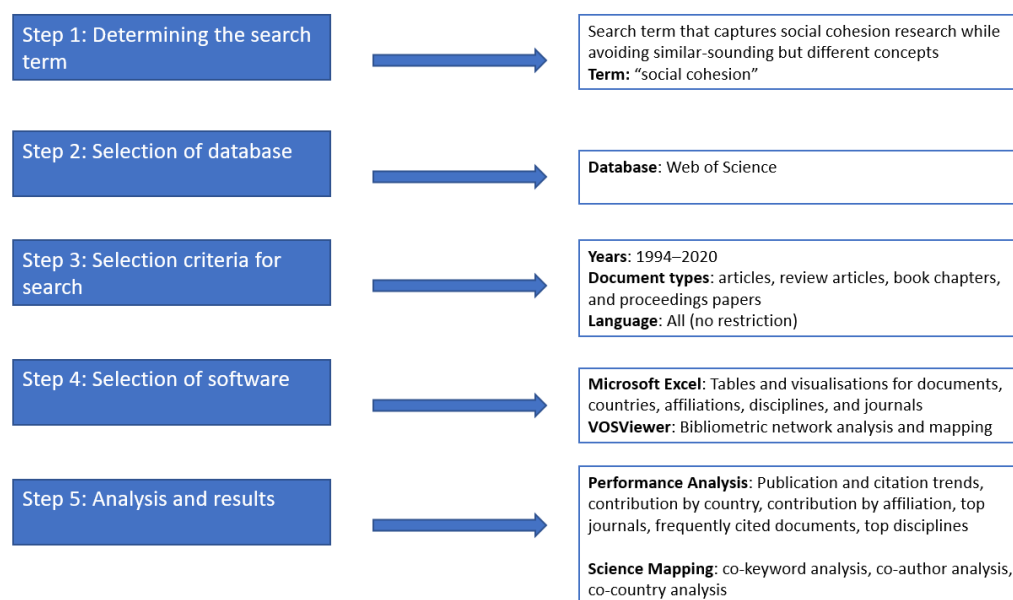 Step 1: Determining the search
term
Search term that captures social cohesion research while
avoiding similar-sounding but different concepts
Term: “social cohesion”
Step 2: Selection of database
Database: Web of Science
Step 3: Selection criteria for
search
Years: 1994–2020
Document types: articles, review articles, book chapters,
and proceedings papers
Language: All (no restriction)
Step 4: Selection of software
Microsoft Excel: Tables and visualisations for documents,
countries, affiliations, disciplines, and journals
VOSViewer: Bibliometric network analysis and mapping
Step 5: Analysis and results
Performance Analysis: Publication and citation trends,
contribution by country, contribution by affiliation, top
journals, frequently cited documents, top disciplines
Science Mapping: co-keyword analysis, co-author analysis,
co-country analysis